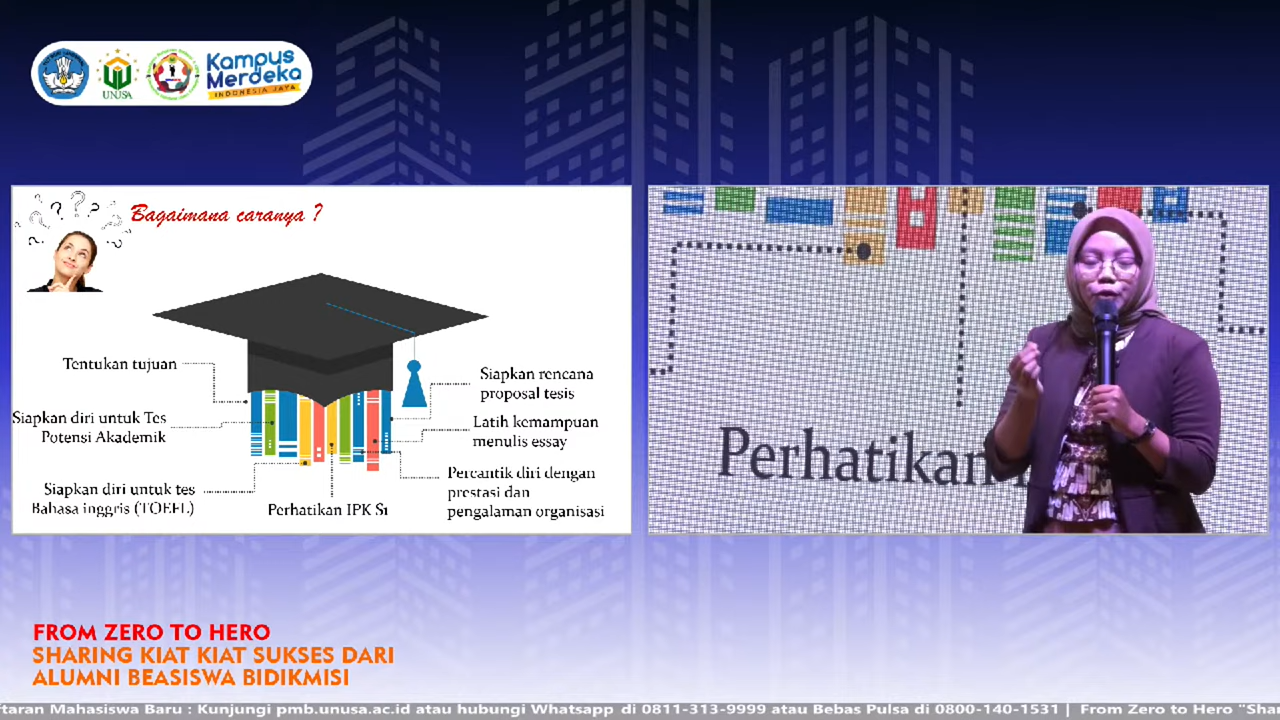 Kampus
Merdeka
INDONESIA JAYA
UNUSA
Bagaimana caranya ?
Tentukan tujuan
Siapkan diri untuk Tes
Potensi Akademik
Siapkan diri untuk tes
Bahasa inggris (TOEFL)
Perhatikan IPK S1
Siapkan rencana
proposal tesis
Latih kemampuan
menulis essay
Percantik diri dengan
prestasi dan
pengalaman organisasi
Perhatikan
FROM ZERO TO HERO
SHARING KIAT KIAT SUKSES DARI
ALUMNI BEASISWA BIDIKMISI
ftaran Mahasiswa Baru : Kunjungi pmb.unusa.ac.id atau hubungi Whatsapp di 0811-313-9999 atau Bebas Pulsa di 0800-140-1531 | From Zero to Hero "Shar